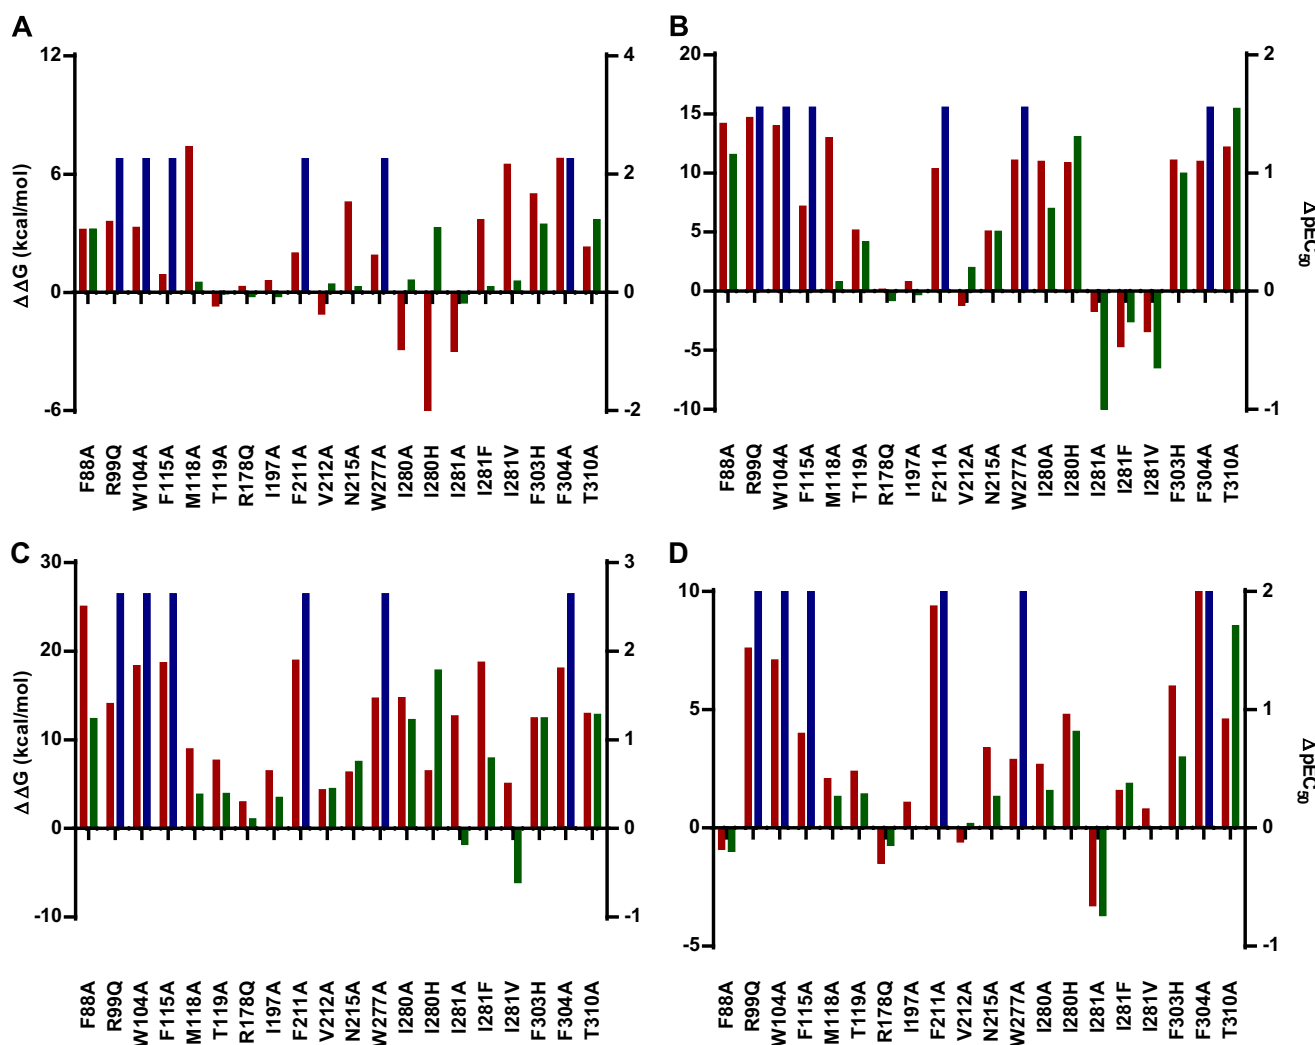 A
12
6
0
-6
4
2
0
-2
Δ Δ G (kcal/mol)
F88A
R99Q
W104A
F115A
M118A
T119A
R178Q
I197A
F211A
V212A
N215A
W277A
I280A
I280H
I281A
I281F
I281V
F303H
F304A
T310A
B
20
15
10
5
0
-5
-10
2
1
0
-1
Δ pEC50
F88A
R99Q
W104A
F115A
M118A
T119A
R178Q
I197A
F211A
V212A
N215A
W277A
I280A
I280H
I281A
I281F
I281V
F303H
F304A
T310A
C
30
20
10
0
-10
3
2
1
0
-1
Δ Δ G (kcal/mol)
F88A
R99Q
W104A
F115A
M118A
T119A
R178Q
I197A
F211A
V212A
N215A
W277A
I280A
I280H
I281A
I281F
I281V
F303H
F304A
T310A
D
10
5
0
-5
2
1
0
-1
Δ pEC50
F88A
R99Q
W104A
F115A
M118A
T119A
R178Q
I197A
F211A
V212A
N215A
W277A
I280A
I280H
I281A
I281F
I281V
F303H
F304A
T310A